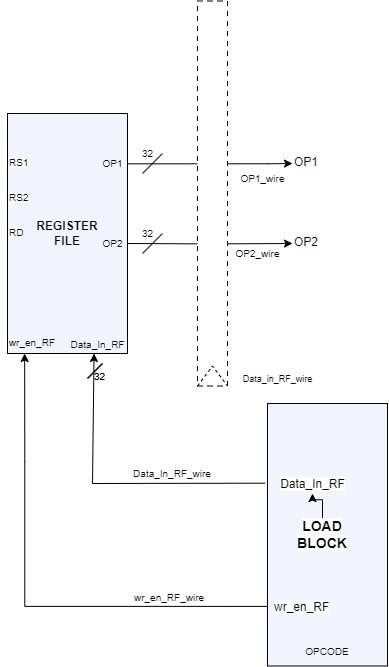 32
RS1
OP1
OP1
OP1_wire
RS2
REGISTER
FILE
RD
32
OP2
OP2
OP2_wire
wr_en_RF
Data_In_RF
32
Data_in_RF_wire
Data_In_RF_wire
Data_In_RF
LOAD
BLOCK
wr_en_RF_wire
wr_en_RF
OPCODE